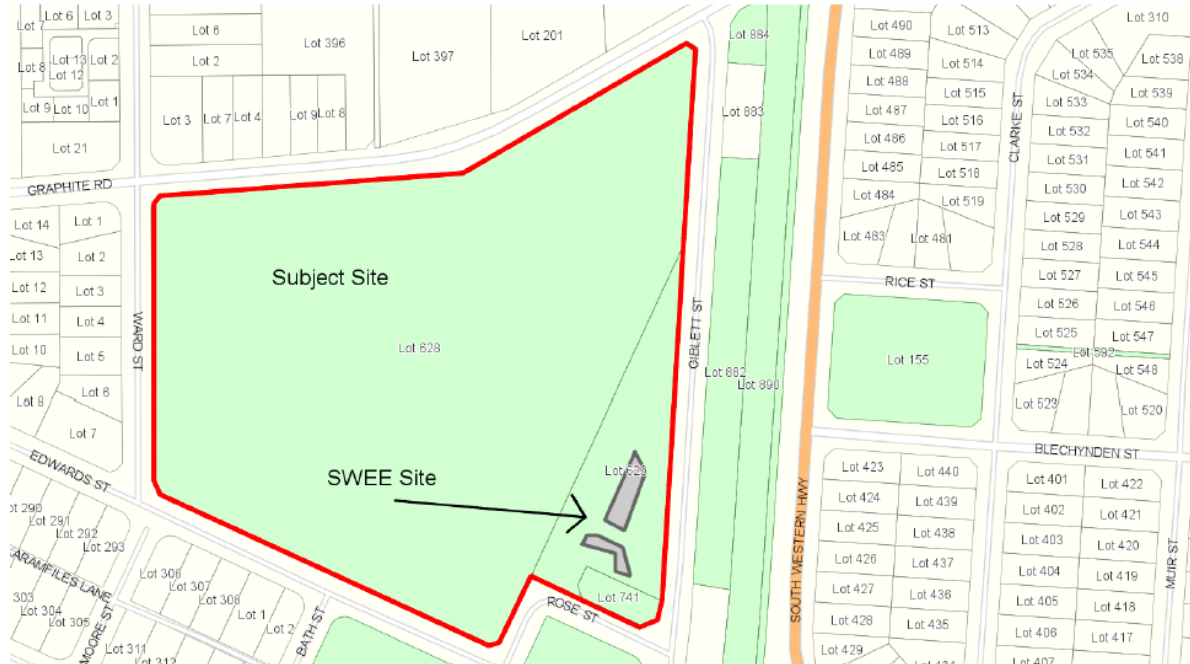 Lot 7
Lot 6
Lot 3
Lot 8
Lot 13
Lot 12
Lot 2
Lot 9
Lot 10
Lot 1
Lot 21
Lot 6
Lot 2
Lot 396
Lot 3
Lot 7
Lot 4
Lot 9
Lot 8
Lot 397
Lot 201
Lot 884
Lot 883
GRAPHITE RD
Lot 14
Lot 1
Lot 13
Lot 2
Lot 12
Lot 3
Lot 11
Lot 4
Lot 10
Lot 5
Lot 8
Lot 6
Lot 7
WARD ST
Subject Site
Lot 628
SWEE Site
Lot 629
Lot 741
ROSE ST
GIBLETT ST
Lot 882
Lot 890
EDWARDS ST
Lot 290
Lot 291
Lot 292
Lot 293
KARAMFILES LANE
303
Lot 304
Lot 305
MOORE ST
Lot 306
Lot 307
Lot 308
Lot 1
Lot 2
Lot 311
Lot 312
BATH ST
SOUTH WESTERN HWY
Lot 490
Lot 489
Lot 488
Lot 487
Lot 486
Lot 485
Lot 484
Lot 483
Lot 481
Lot 513
Lot 514
Lot 515
Lot 516
Lot 517
Lot 518
Lot 519
CLARKE ST
Lot 310
Lot 535
Lot 534
Lot 538
Lot 533
Lot 539
Lot 532
Lot 540
Lot 531
Lot 541
Lot 530
Lot 542
Lot 529
Lot 543
Lot 528
Lot 544
Lot 527
Lot 545
Lot 526
Lot 546
Lot 525
Lot 547
Lot 592
Lot 524
Lot 548
Lot 523
Lot 520
RICE ST
Lot 155
BLECHYNDEN ST
Lot 423
Lot 440
Lot 424
Lot 439
Lot 425
Lot 438
Lot 426
Lot 437
Lot 427
Lot 436
Lot 428
Lot 435
Lot 429
Lot 401
Lot 422
Lot 402
Lot 421
Lot 403
Lot 420
Lot 404
Lot 419
Lot 405
Lot 418
Lot 406
Lot 417
Lot 407
MUIR ST